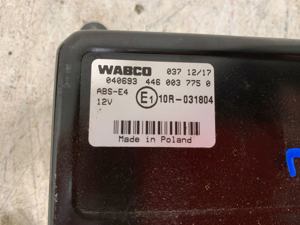 WABCO 037 12/17
040693 446 003 775 0
ABS-E4
12V E1 10R-031804
Made in Poland